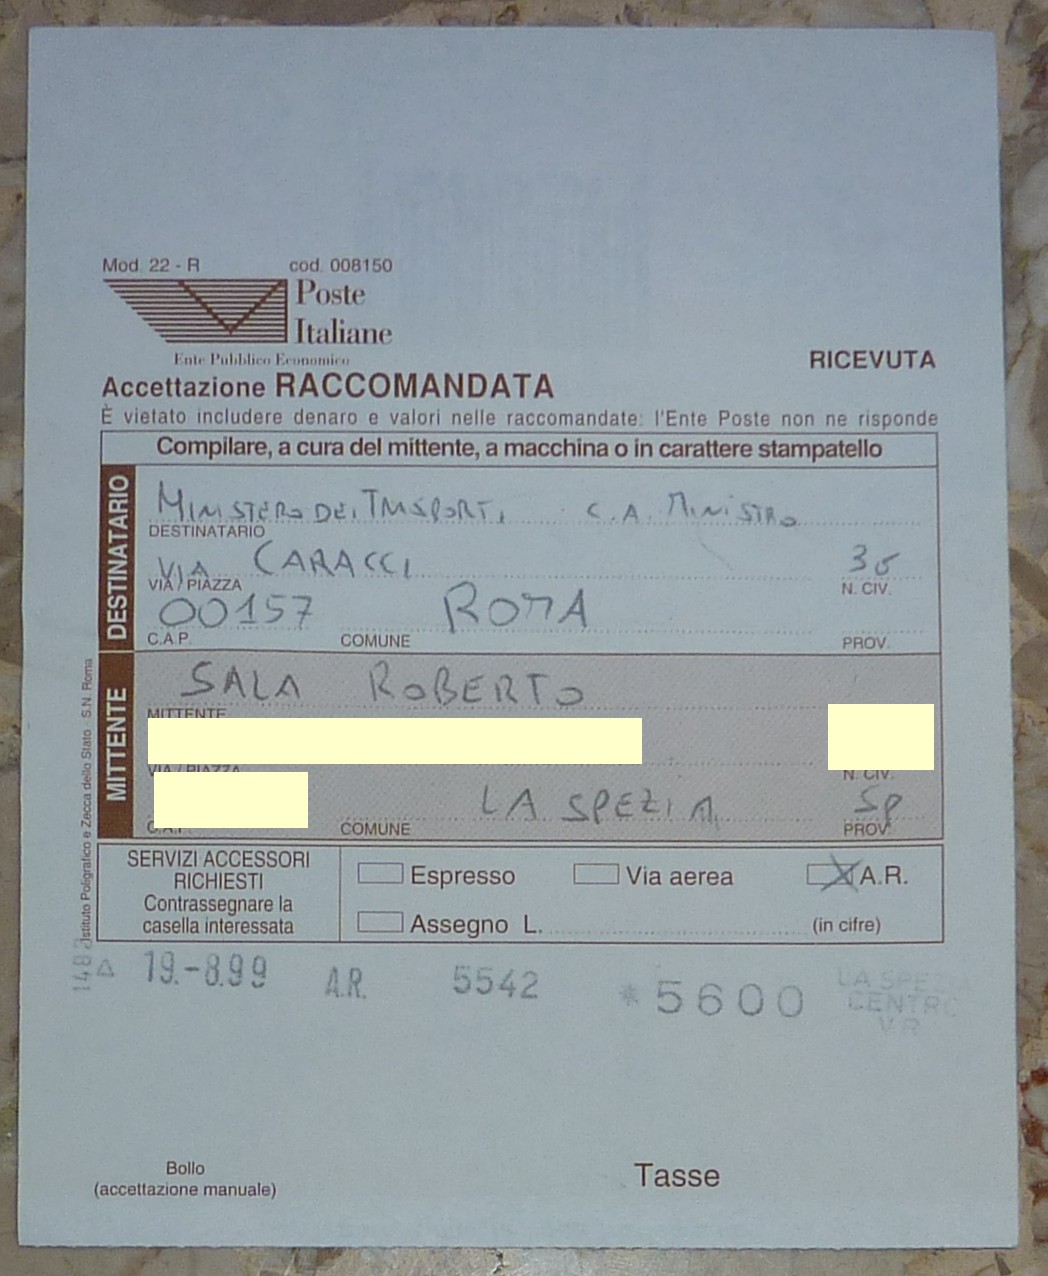 Mod. 22 - R cod. 008150
Poste
Italiane
Ente Pubblico Economico
RICEVUTA
Accettazione RACCOMANDATA
È vietato includere denaro e valori nelle raccomandate: l'Ente Poste non ne risponde
Compilare, a cura del mittente, a macchina o in carattere stampatello
DESTINATARIO
MINISTERO DEI TRASPORTI C.A. MINISTRO
DESTINATARIO
VIA CARACCI 36
VIA / PIAZZA N. CIV.
00157 ROMA
C.A.P. COMUNE PROV.
MITTENTE
SALA ROBERTO
MITTENTE
VIA / PIAZZA N. CIV.
LA SPEZIA SP
C.A.P. COMUNE PROV.
Istituto Poligrafico e Zecca dello Stato S.N. Roma
SERVIZI ACCESSORI
RICHIESTI
Contrassegnare la
casella interessata
Espresso Via aerea A.R.
Assegno L. (in cifre)
19.-8.99 A.R. 5542 *5600
LA SPEZIA
CENTRO
VR
Bollo
(accettazione manuale)
Tasse